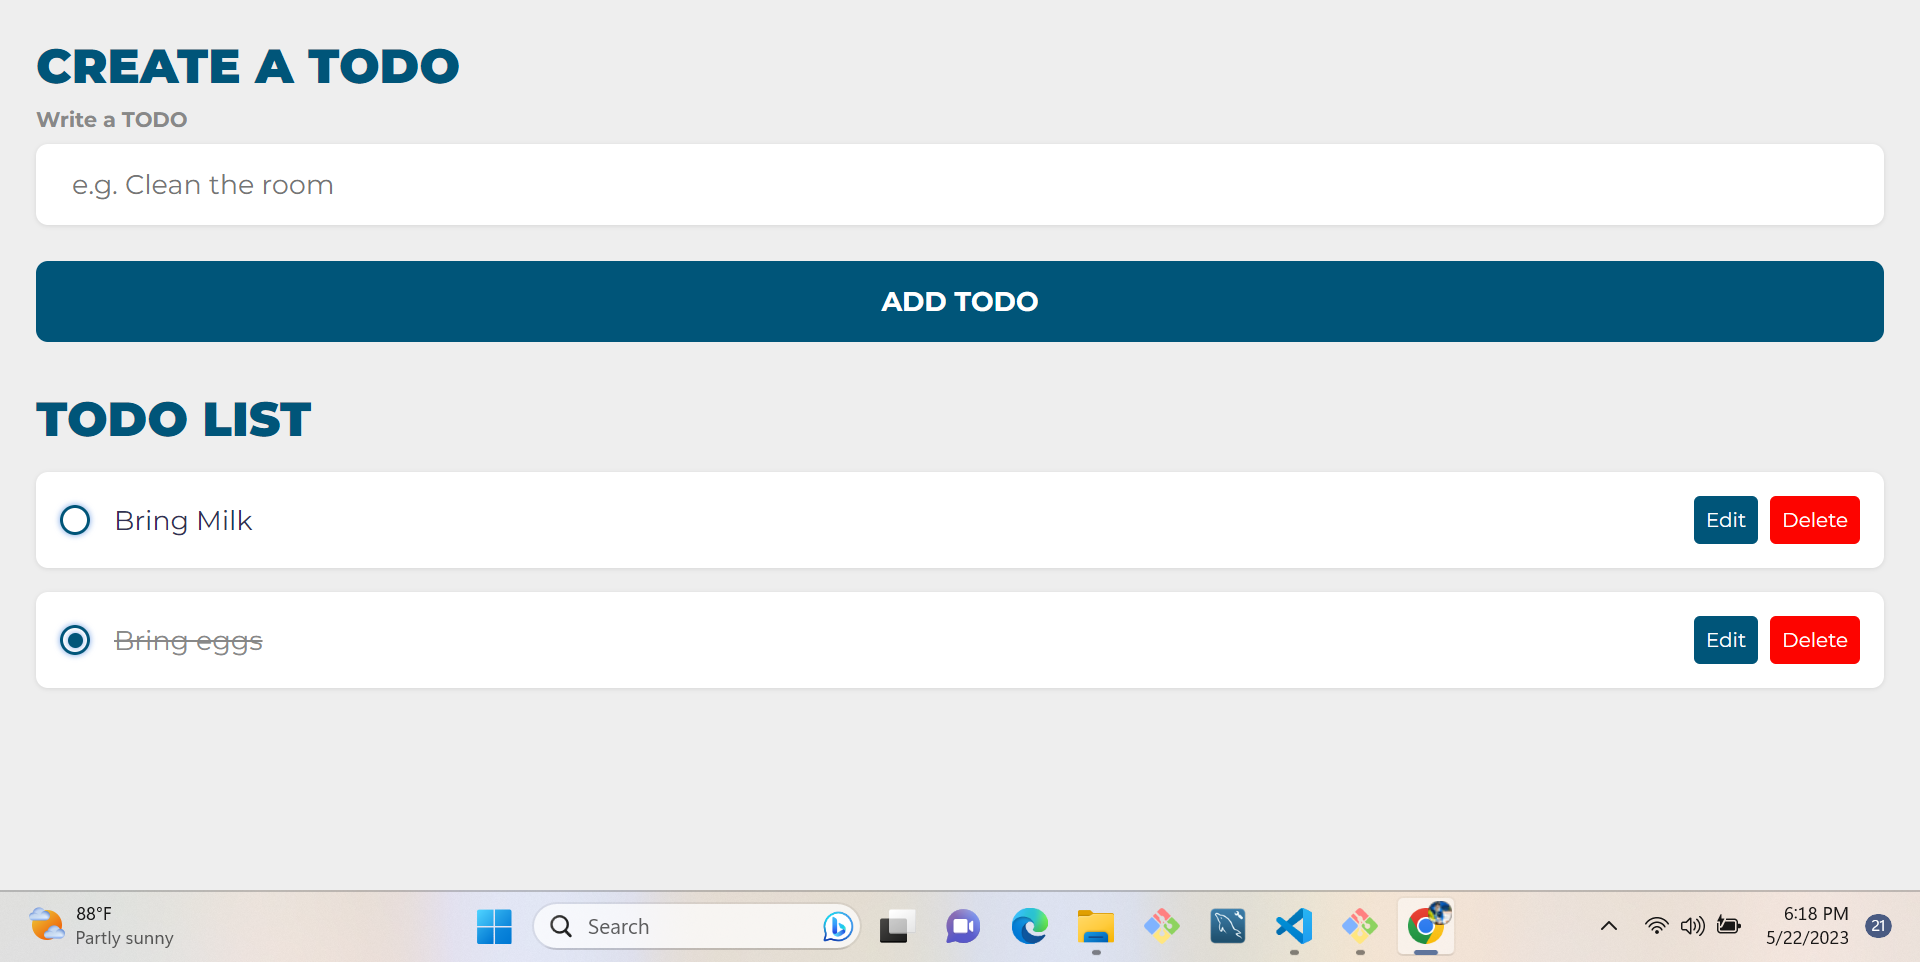 CREATE A TODO
Write a TODO
e.g. Clean the room
ADD TODO
TODO LIST
Bring Milk
Edit Delete
Bring eggs
Edit Delete
88°F
Partly sunny
Search
6:18 PM
5/22/2023
21